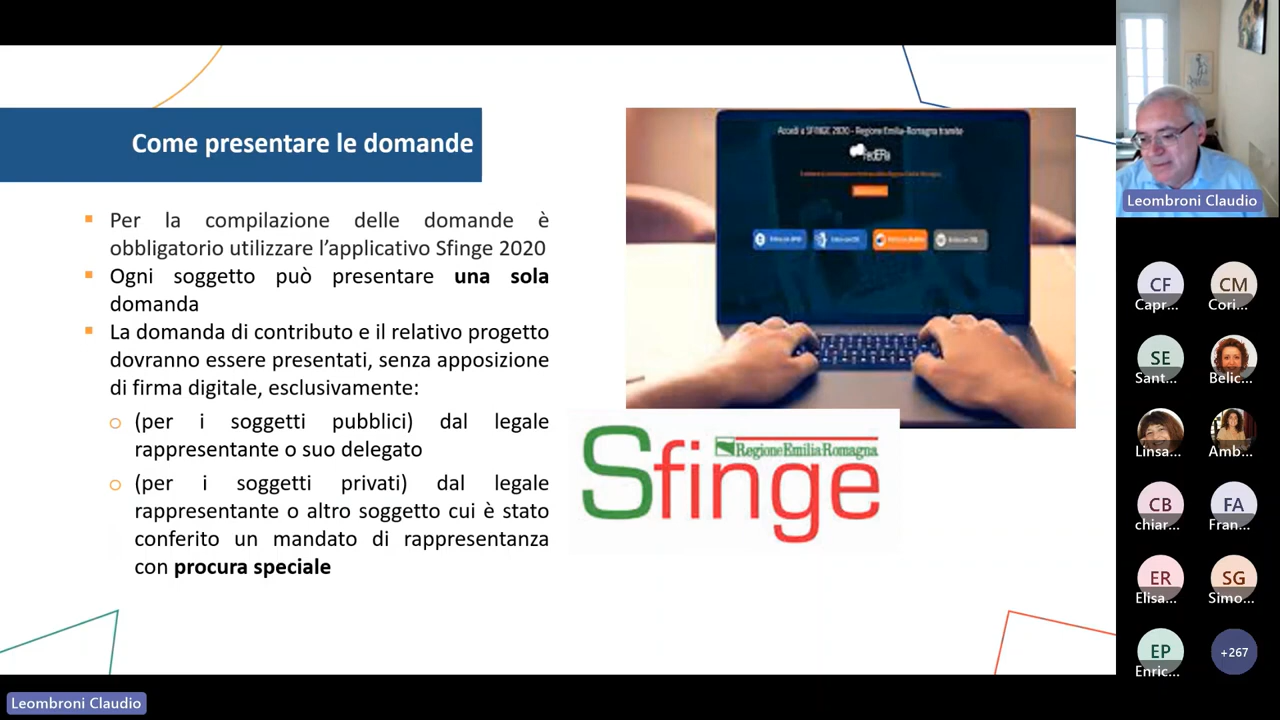 Come presentare le domande
Per la compilazione delle domande è
obbligatorio utilizzare l'applicativo Sfinge 2020
Ogni soggetto può presentare una sola
domanda
La domanda di contributo e il relativo progetto
dovranno essere presentati, senza apposizione
di firma digitale, esclusivamente:
(per i soggetti pubblici) dal legale
rappresentante o suo delegato
(per i soggetti privati) dal legale
rappresentante o altro soggetto cui è stato
conferito un mandato di rappresentanza
con procura speciale
Accedi a SFINGE 2020 - Regione Emilia-Romagna tramite
FedERa
Regione Emilia-Romagna
Sfinge
Leombroni Claudio
CF
Capr...
CM
Cori...
SE
Sant...
Belic...
Linsa...
Amb...
CB
chiar...
FA
Fran...
ER
Elisa...
SG
Simo...
EP
Enric...
+267
Leombroni Claudio